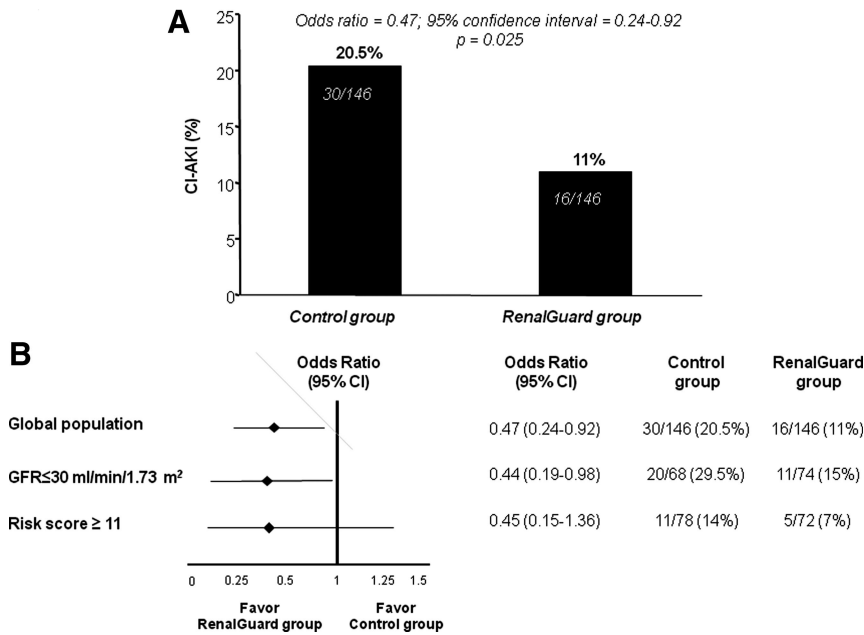 A
Odds ratio = 0.47; 95% confidence interval = 0.24-0.92
p = 0.025
CI-AKI (%)
25
20
15
10
5
0
20.5%
30/146
11%
16/146
Control group
RenalGuard group
B
Odds Ratio
(95% CI)
Odds Ratio
(95% CI)
Control
group
RenalGuard
group
Global population
0.47 (0.24-0.92)
30/146 (20.5%)
16/146 (11%)
GFR≤30 ml/min/1.73 m²
0.44 (0.19-0.98)
20/68 (29.5%)
11/74 (15%)
Risk score ≥ 11
0.45 (0.15-1.36)
11/78 (14%)
5/72 (7%)
0 0.25 0.5 1 1.25 1.5
Favor
RenalGuard group
Favor
Control group